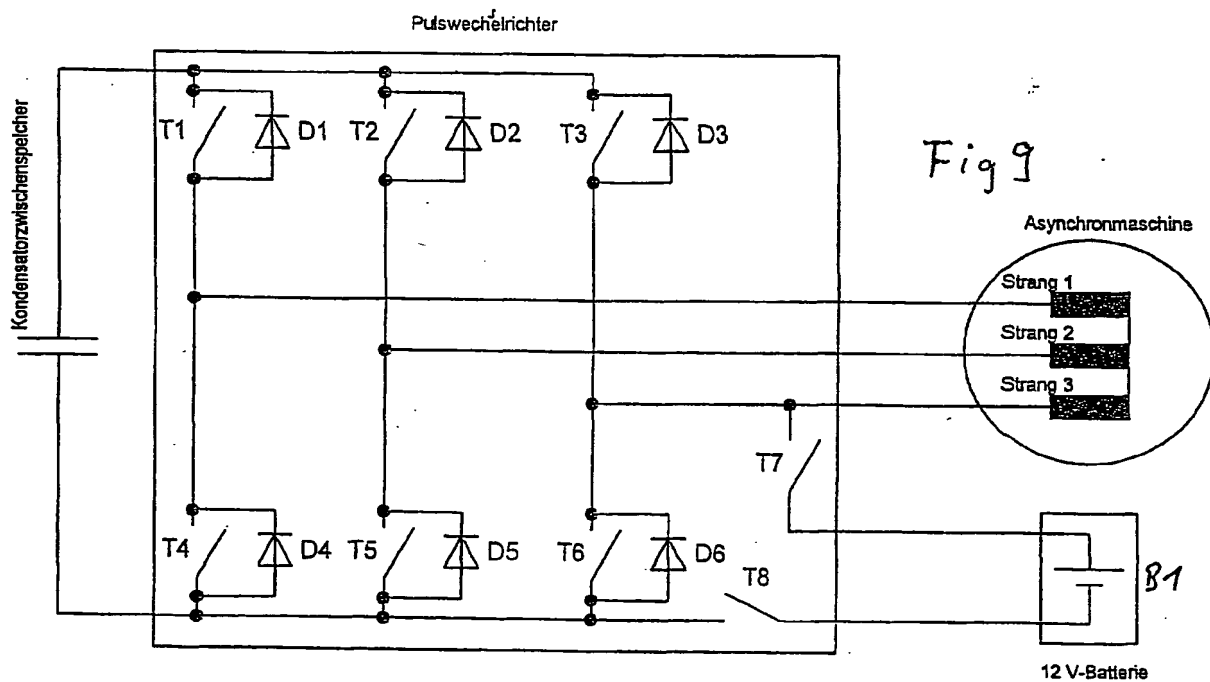 Pulswechelrichter
Kondensatorzwischenspeicher
T1
D1
T2
D2
T3
D3
Fig 9
Asynchronmaschine
Strang 1
Strang 2
Strang 3
T7
T4
D4
T5
D5
T6
D6
T8
B1
12 V-Batterie